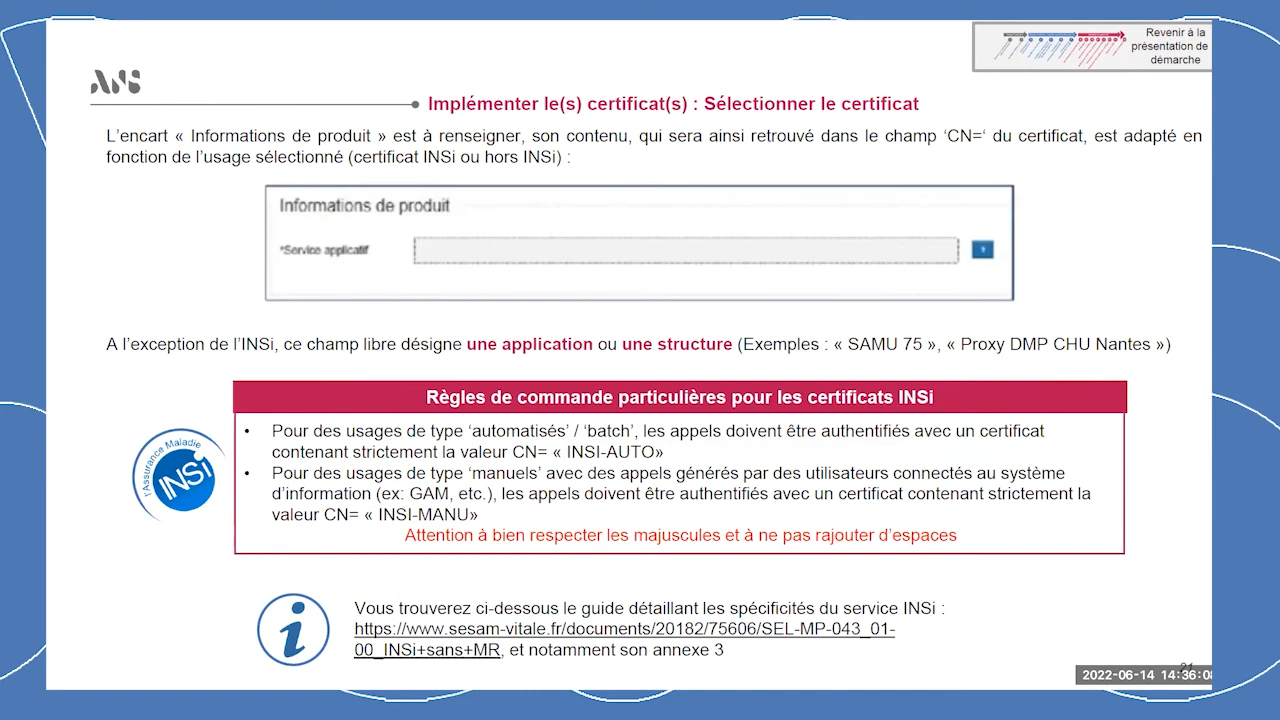 Revenir à la
présentation de
démarche
ANS
Implémenter le(s) certificat(s) : Sélectionner le certificat
L'encart « Informations de produit » est à renseigner, son contenu, qui sera ainsi retrouvé dans le champ 'CN=' du certificat, est adapté en
fonction de l'usage sélectionné (certificat INSi ou hors INSi) :
Informations de produit
*Service applicatif
A l'exception de l'INSi, ce champ libre désigne une application ou une structure (Exemples : « SAMU 75 », « Proxy DMP CHU Nantes »)
Règles de commande particulières pour les certificats INSi
• Pour des usages de type 'automatisés' / 'batch', les appels doivent être authentifiés avec un certificat
contenant strictement la valeur CN= « INSI-AUTO»
• Pour des usages de type 'manuels' avec des appels générés par des utilisateurs connectés au système
d'information (ex: GAM, etc.), les appels doivent être authentifiés avec un certificat contenant strictement la
valeur CN= « INSI-MANU»
Attention à bien respecter les majuscules et à ne pas rajouter d'espaces
l'Assurance Maladie
INSi
Vous trouverez ci-dessous le guide détaillant les spécificités du service INSi :
https://www.sesam-vitale.fr/documents/20182/75606/SEL-MP-043_01-
00_INSi+sans+MR, et notamment son annexe 3
21
2022-06-14 14:36:08